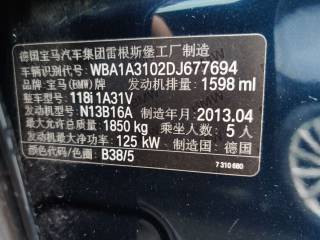 德国宝马汽车集团雷根斯堡工厂制造
车辆识别代号: WBA1A3102DJ677694
品牌: 宝马(BMW)牌 发动机排量: 1598 ml
整车型号: 118i 1A31V
发动机型号: N13B16A 制造年月: 2013.04
最大允许总质量: 1850 kg 乘坐人数: 5 人
发动机最大净功率: 125 kW 制造国: 德国
颜色代码/色差: B38/5
7 310 680